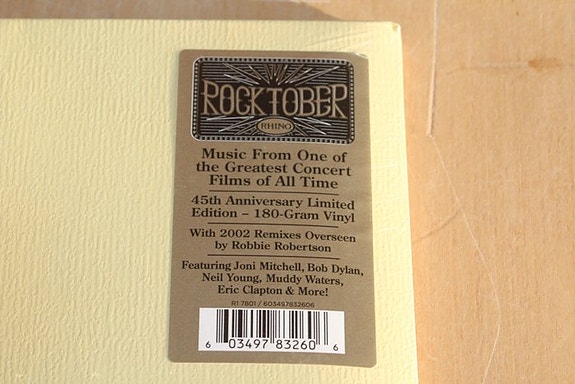 ROCKTOBER
RHINO
Music From One of
the Greatest Concert
Films of All Time
45th Anniversary Limited
Edition – 180-Gram Vinyl
With 2002 Remixes Overseen
by Robbie Robertson
Featuring Joni Mitchell, Bob Dylan,
Neil Young, Muddy Waters,
Eric Clapton & More!
R1 7801 / 603497832606
6 03497 83260 6